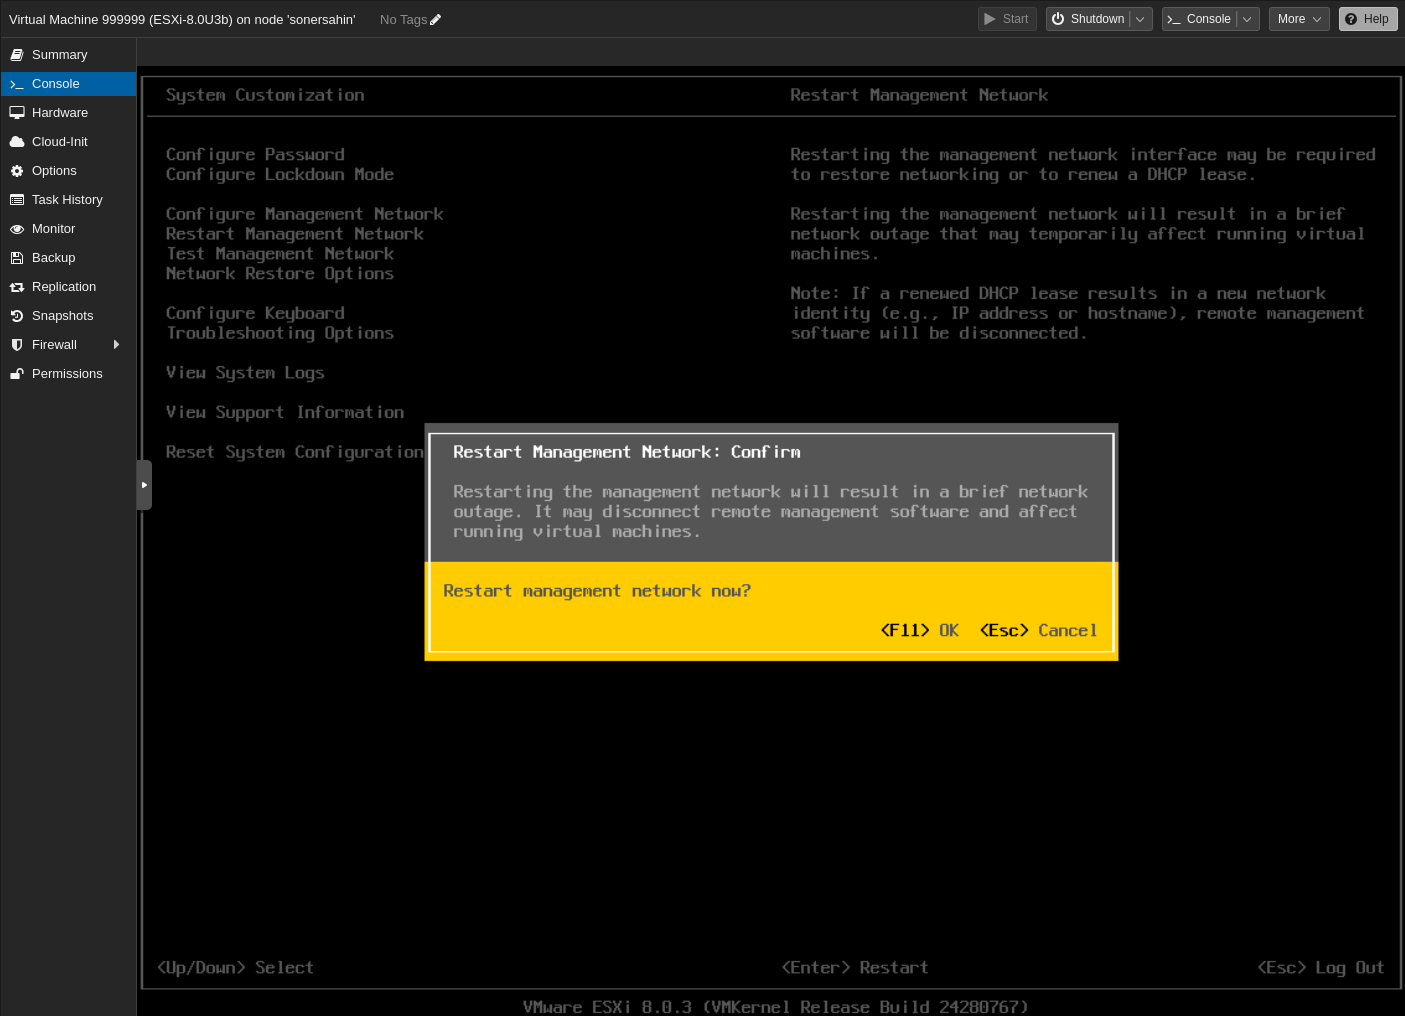 Virtual Machine 999999 (ESXi-8.0U3b) on node 'sonersahin' No Tags Start Shutdown Console More Help
Summary
Console
Hardware
Cloud-Init
Options
Task History
Monitor
Backup
Replication
Snapshots
Firewall
Permissions
System Customization
Configure Password
Configure Lockdown Mode
Configure Management Network
Restart Management Network
Test Management Network
Network Restore Options
Configure Keyboard
Troubleshooting Options
View System Logs
View Support Information
Reset System Configuration
Restart Management Network
Restarting the management network interface may be required
to restore networking or to renew a DHCP lease.
Restarting the management network will result in a brief
network outage that may temporarily affect running virtual
machines.
Note: If a renewed DHCP lease results in a new network
identity (e.g., IP address or hostname), remote management
software will be disconnected.
Restart Management Network: Confirm
Restarting the management network will result in a brief network
outage. It may disconnect remote management software and affect
running virtual machines.
Restart management network now?
<F11> OK <Esc> Cancel
<Up/Down> Select <Enter> Restart <Esc> Log Out
VMware ESXi 8.0.3 (VMKernel Release Build 24280767)